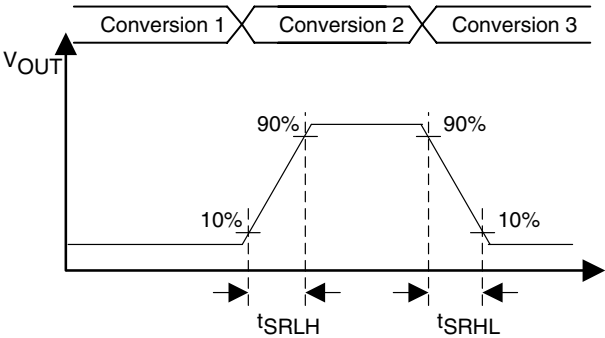 Conversion 1 Conversion 2 Conversion 3
VOUT
90% 90%
10% 10%
tSRLH tSRHL